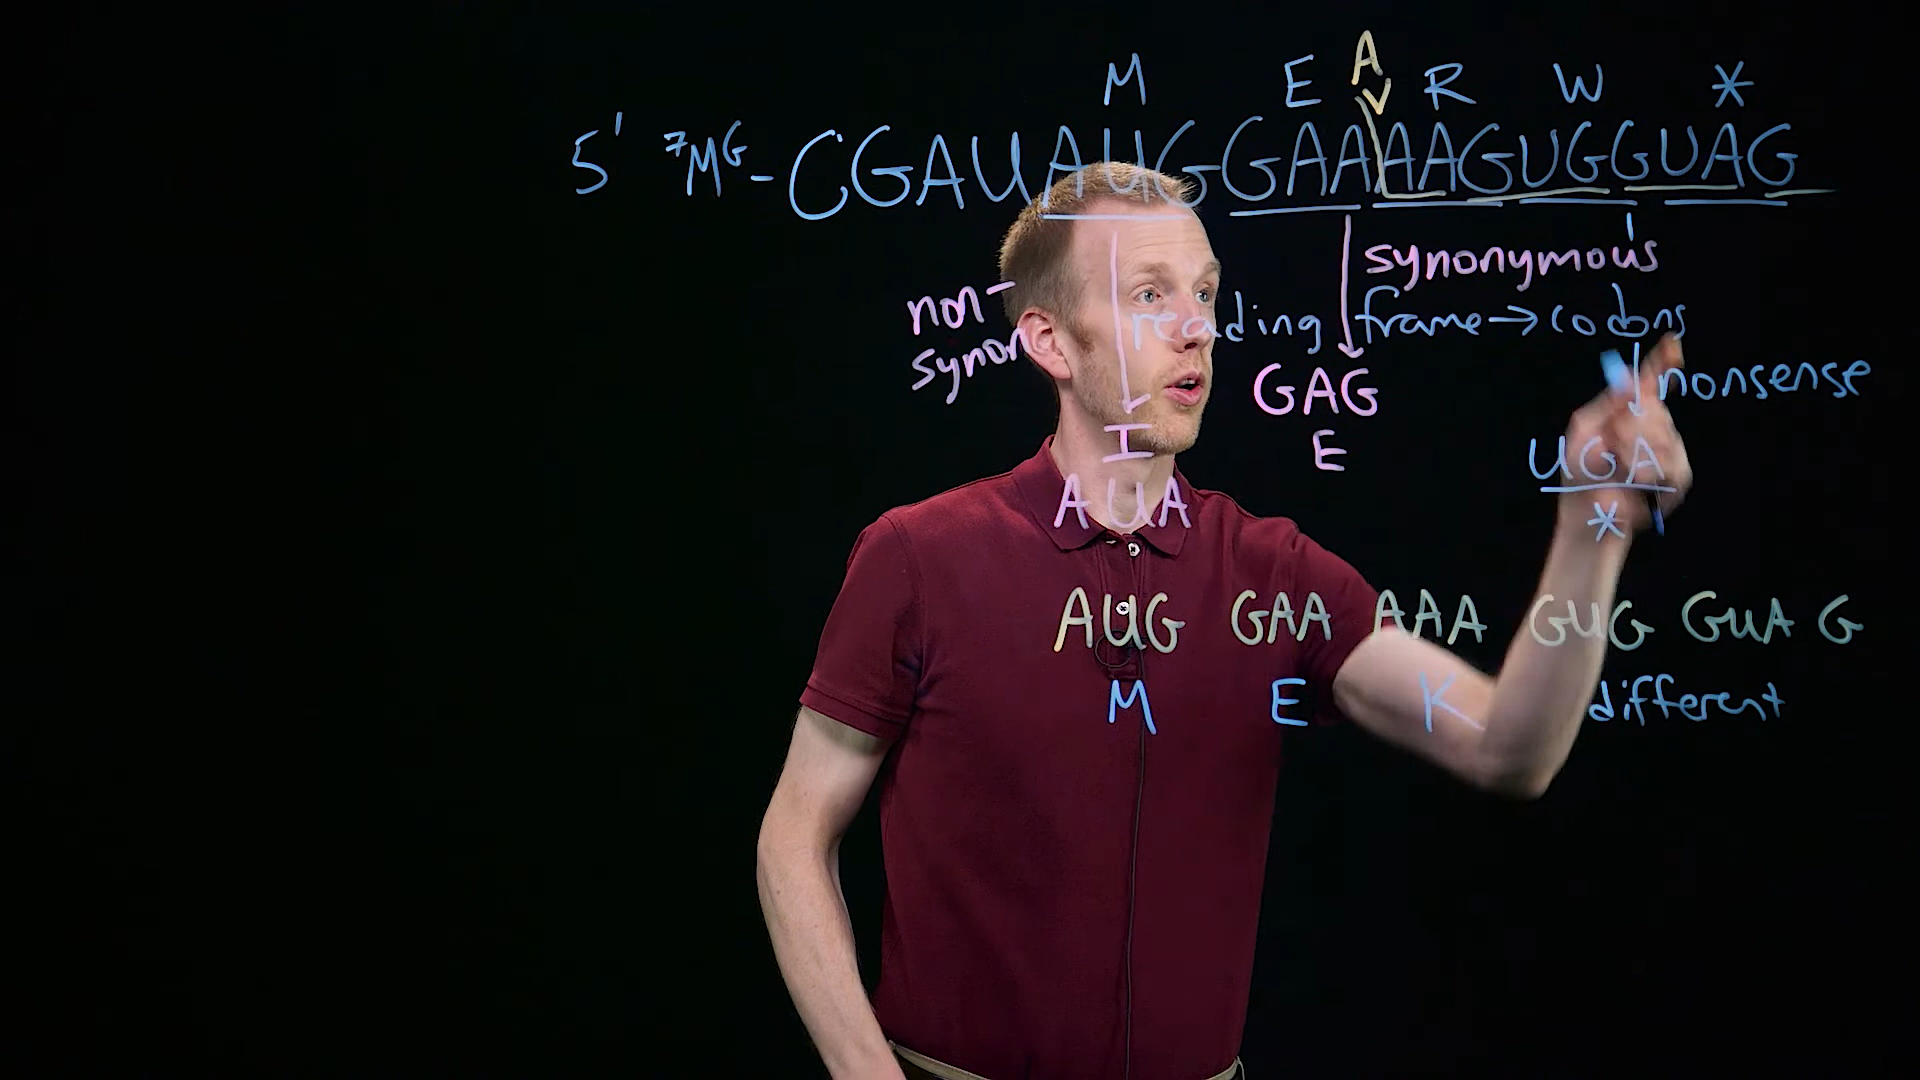 M E A R W *
5' 7MG-CGAUAUGGAAAAGUGGUAG
synonymous
non-
synon
reading frame→codons
GAG
nonsense
I
E
UGA
AUA
*
AUG GAA AAA GUG GUA G
M E K different